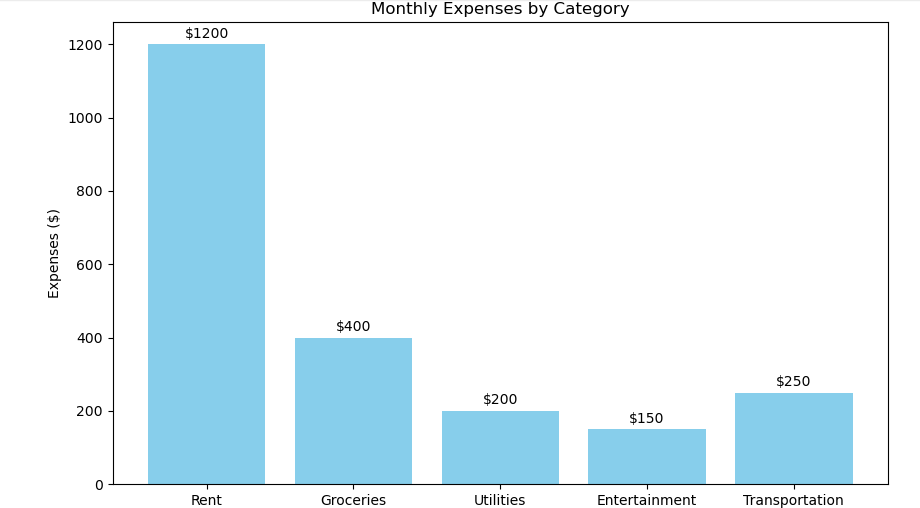 Monthly Expenses by Category
Expenses ($)
1200
1000
800
600
400
200
0
$1200
$400
$200
$150
$250
Rent
Groceries
Utilities
Entertainment
Transportation